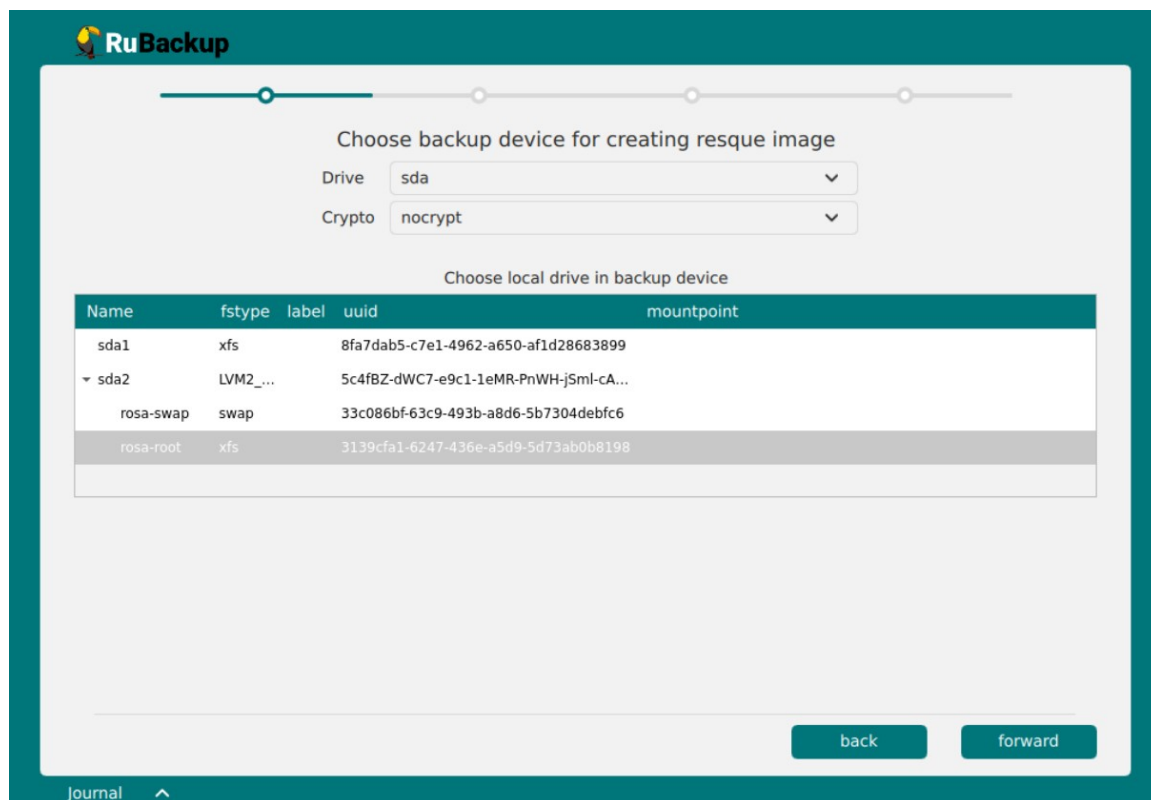 RuBackup
Choose backup device for creating resque image
Drive sda
Crypto nocrypt
Choose local drive in backup device
Name fstype label uuid mountpoint
sda1 xfs 8fa7dab5-c7e1-4962-a650-af1d28683899
sda2 LVM2_... 5c4fBZ-dWC7-e9c1-1eMR-PnWH-jSml-cA...
rosa-swap swap 33c086bf-63c9-493b-a8d6-5b7304debfc6
rosa-root xfs 3139cfa1-6247-436e-a5d9-5d73ab0b8198
back forward
Journal